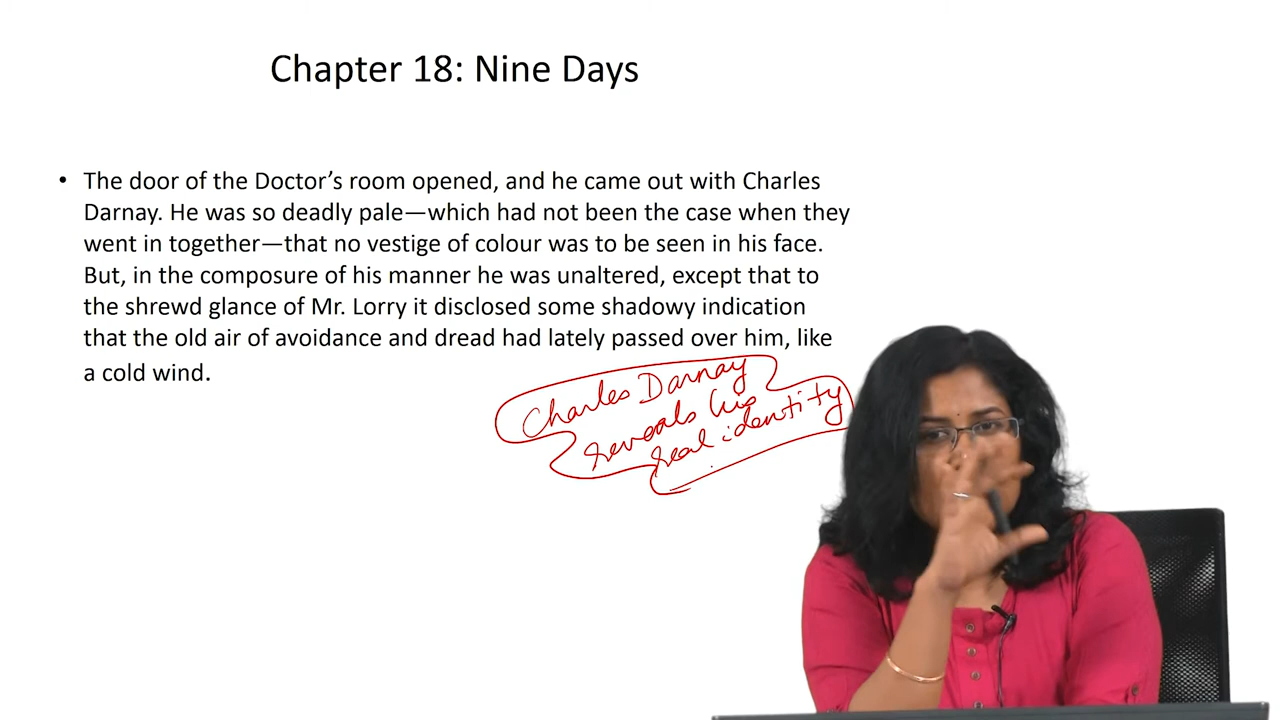 Chapter 18: Nine Days
• The door of the Doctor’s room opened, and he came out with Charles
Darnay. He was so deadly pale—which had not been the case when they
went in together—that no vestige of colour was to be seen in his face.
But, in the composure of his manner he was unaltered, except that to
the shrewd glance of Mr. Lorry it disclosed some shadowy indication
that the old air of avoidance and dread had lately passed over him, like
a cold wind.
Charles Darnay
reveals his
real identity